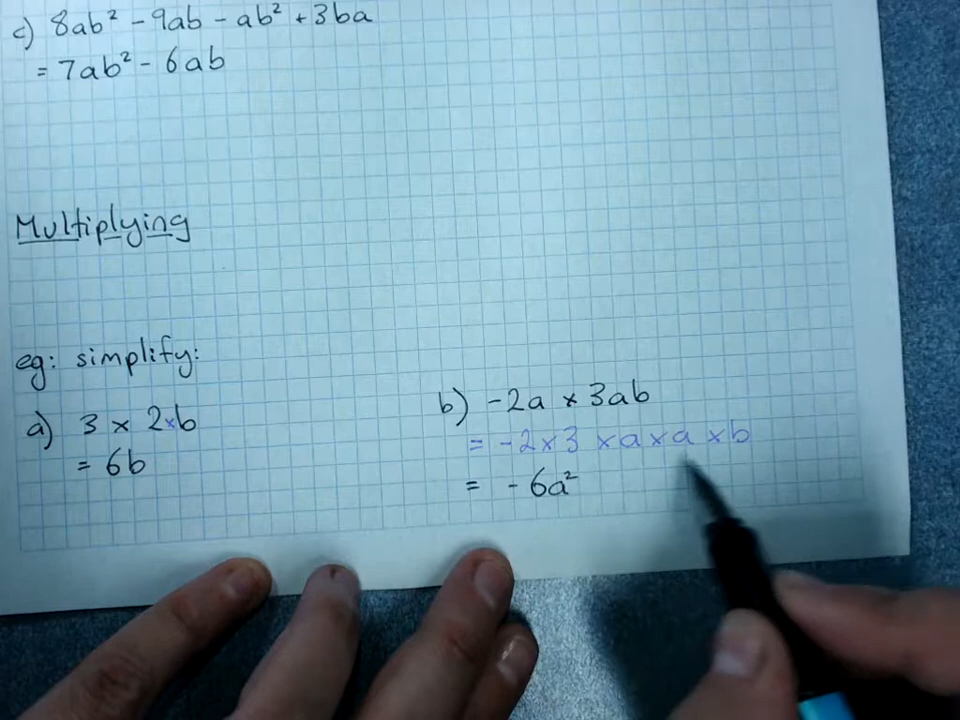 c) 8ab² - 9ab - ab² + 3ba
= 7ab² - 6ab
Multiplying
eg: simplify:
a) 3 × 2×b
= 6b
b) -2a × 3ab
= -2×3 ×a×a×b
= -6a²